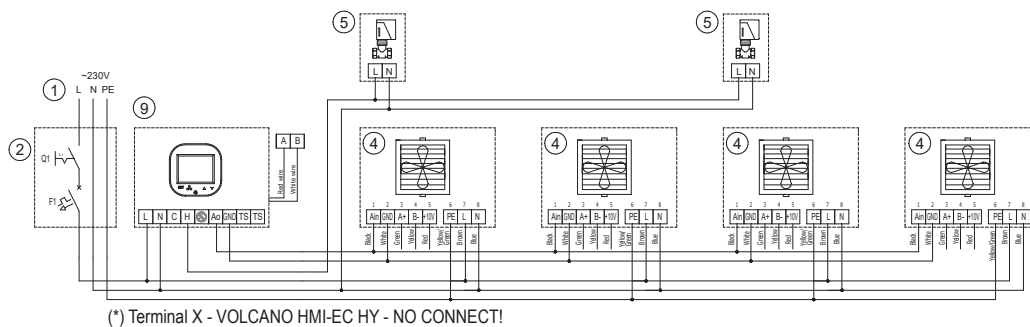 ~230V
L N PE
1
2
Q1
F1
9
A B
Red wire
White wire
L N C H Ao GND TS TS
5
L N
5
L N
4
1 2 3 4 5 6 7 8
Ain GND A+ B- +10V PE L N
Black White Green Yellow Red Yellow/Green Brown Blue
4
1 2 3 4 5 6 7 8
Ain GND A+ B- +10V PE L N
Black White Green Yellow Red Yellow/Green Brown Blue
4
1 2 3 4 5 6 7 8
Ain GND A+ B- +10V PE L N
Black White Green Yellow Red Yellow/Green Brown Blue
4
1 2 3 4 5 6 7 8
Ain GND A+ B- +10V PE L N
Black White Green Yellow Red Yellow/Green Brown Blue
(*) Terminal X - VOLCANO HMI-EC HY - NO CONNECT!